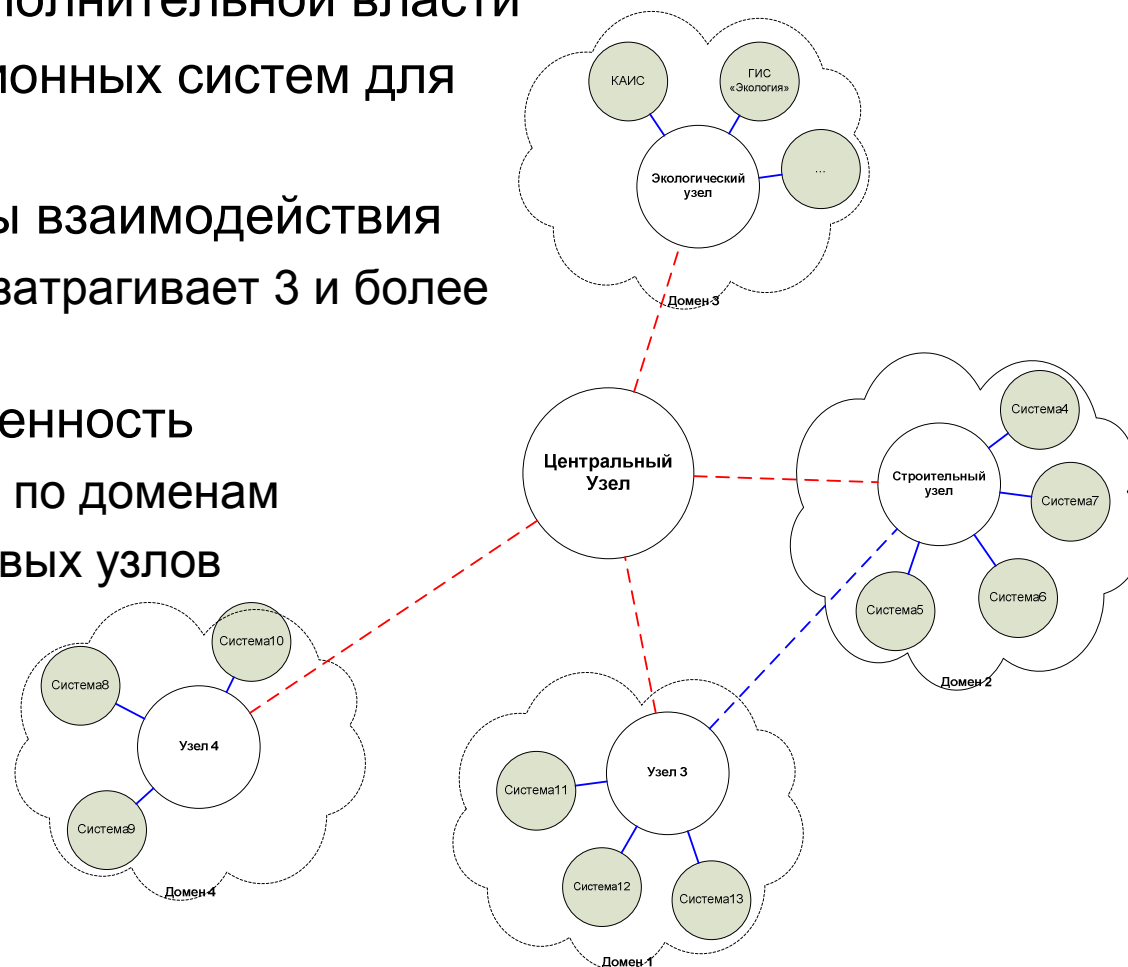 полнительной власти
ионных систем для
ы взаимодействия
затрагивает 3 и более
енность
по доменам
вых узлов
КАИС
ГИС
«Экология»
...
Экологический
узел
Домен 3
Центральный
Узел
Система4
Строительный
узел
Система7
Система6
Система5
Домен 2
Система10
Система8
Узел 4
Система9
Домен 4
Узел 3
Система11
Система12
Система13
Домен 1